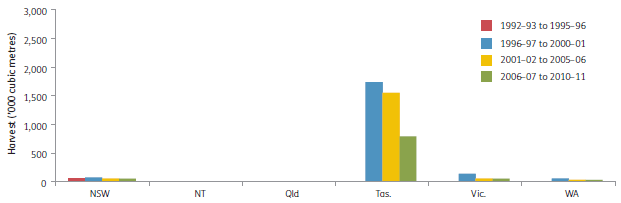 3,000
2,500
2,000
1,500
1,000
500
0
Harvest ('000 cubic metres)
1992–93 to 1995–96
1996–97 to 2000–01
2001–02 to 2005–06
2006–07 to 2010–11
NSW NT Qld Tas. Vic. WA